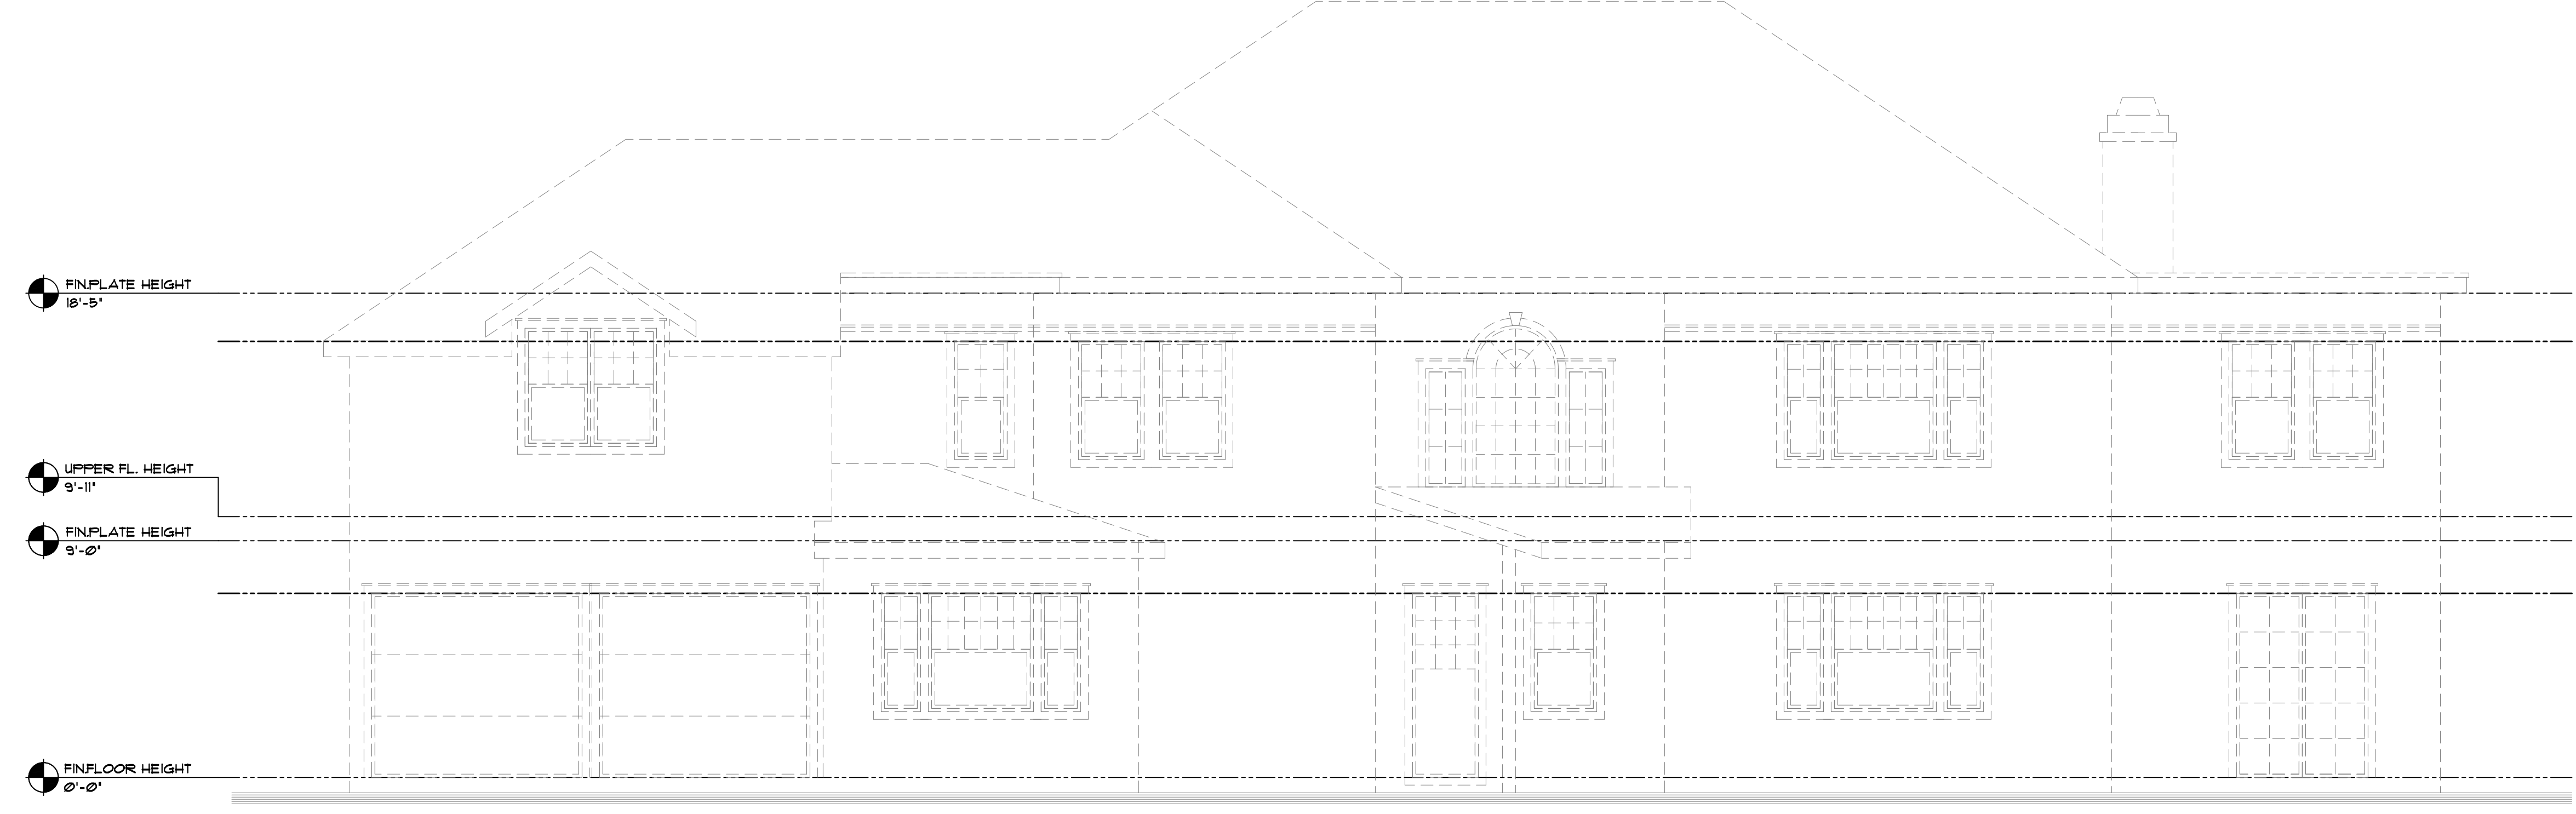 FIN.PLATE HEIGHT
18'-5"
UPPER FL. HEIGHT
9'-11"
FIN.PLATE HEIGHT
9'-0"
FIN.FLOOR HEIGHT
0'-0"